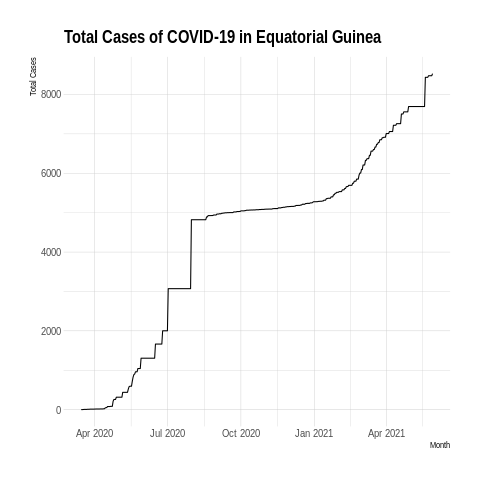 Total Cases of COVID-19 in Equatorial Guinea
Total Cases
8000
6000
4000
2000
0
Apr 2020 Jul 2020 Oct 2020 Jan 2021 Apr 2021
Month